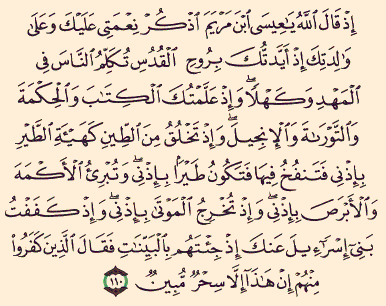 إِذْ قَالَ ٱللَّهُ يَٰعِيسَى ٱبْنَ مَرْيَمَ ٱذْكُرْ نِعْمَتِى عَلَيْكَ وَعَلَىٰ
وَٰلِدَتِكَ إِذْ أَيَّدتُّكَ بِرُوحِ ٱلْقُدُسِ تُكَلِّمُ ٱلنَّاسَ فِى
ٱلْمَهْدِ وَكَهْلًا ۖ وَإِذْ عَلَّمْتُكَ ٱلْكِتَٰبَ وَٱلْحِكْمَةَ
وَٱلتَّوْرَىٰةَ وَٱلْإِنجِيلَ ۖ وَإِذْ تَخْلُقُ مِنَ ٱلطِّينِ كَهَيْـَٔةِ ٱلطَّيْرِ
بِإِذْنِى فَتَنفُخُ فِيهَا فَتَكُونُ طَيْرًۢا بِإِذْنِى ۖ وَتُبْرِئُ ٱلْأَكْمَهَ
وَٱلْأَبْرَصَ بِإِذْنِى ۖ وَإِذْ تُخْرِجُ ٱلْمَوْتَىٰ بِإِذْنِى ۖ وَإِذْ كَفَفْتُ
بَنِىٓ إِسْرَٰٓءِيلَ عَنكَ إِذْ جِئْتَهُم بِٱلْبَيِّنَٰتِ فَقَالَ ٱلَّذِينَ كَفَرُوا۟
مِنْهُمْ إِنْ هَٰذَآ إِلَّا سِحْرٌ مُّبِينٌ ١١٠